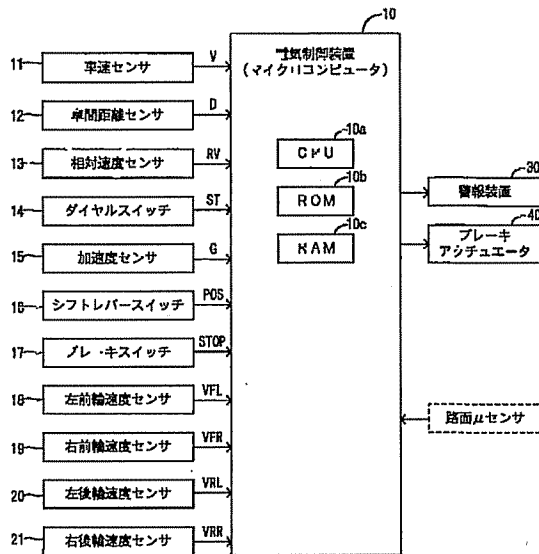 10
電気制御装置
(マイクロコンピュータ)
11 車速センサ V
12 車間距離センサ D
13 相対速度センサ RV
14 ダイヤルスイッチ ST
15 加速度センサ G
16 シフトレバースイッチ POS
17 ブレーキスイッチ STOP
18 左前輪速度センサ VFL
19 右前輪速度センサ VFR
20 左後輪速度センサ VRL
21 右後輪速度センサ VRR
10a
CPU
10b
ROM
10c
RAM
30
警報装置
40
ブレーキ
アクチュエータ
路面μセンサ